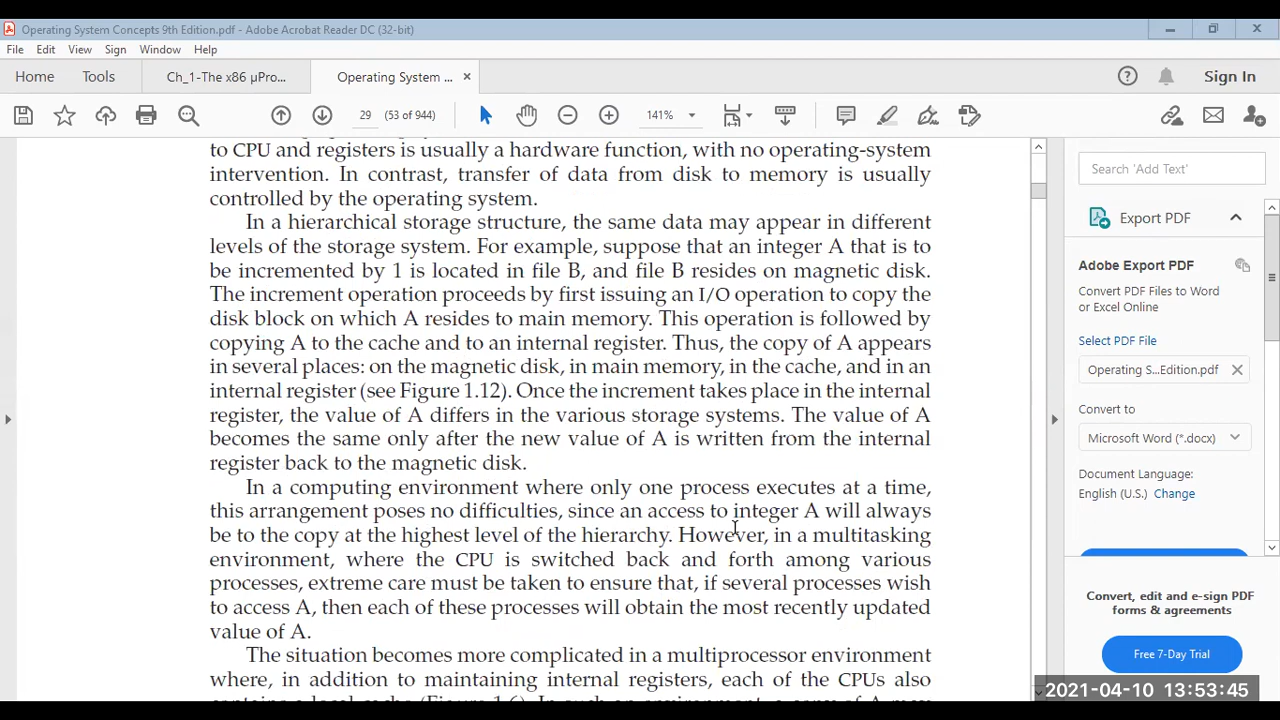 Operating System Concepts 9th Edition.pdf - Adobe Acrobat Reader DC (32-bit)
File Edit View Sign Window Help
Home Tools Ch_1-The x86 µPro... Operating System ... × Sign In
29 (53 of 944) 141%
to CPU and registers is usually a hardware function, with no operating-system
intervention. In contrast, transfer of data from disk to memory is usually
controlled by the operating system.
In a hierarchical storage structure, the same data may appear in different
levels of the storage system. For example, suppose that an integer A that is to
be incremented by 1 is located in file B, and file B resides on magnetic disk.
The increment operation proceeds by first issuing an I/O operation to copy the
disk block on which A resides to main memory. This operation is followed by
copying A to the cache and to an internal register. Thus, the copy of A appears
in several places: on the magnetic disk, in main memory, in the cache, and in an
internal register (see Figure 1.12). Once the increment takes place in the internal
register, the value of A differs in the various storage systems. The value of A
becomes the same only after the new value of A is written from the internal
register back to the magnetic disk.
In a computing environment where only one process executes at a time,
this arrangement poses no difficulties, since an access to integer A will always
be to the copy at the highest level of the hierarchy. However, in a multitasking
environment, where the CPU is switched back and forth among various
processes, extreme care must be taken to ensure that, if several processes wish
to access A, then each of these processes will obtain the most recently updated
value of A.
The situation becomes more complicated in a multiprocessor environment
where, in addition to maintaining internal registers, each of the CPUs also
Search 'Add Text'
Export PDF
Adobe Export PDF
Convert PDF Files to Word
or Excel Online
Select PDF File
Operating S...Edition.pdf ×
Convert to
Microsoft Word (*.docx)
Document Language:
English (U.S.) Change
Convert, edit and e-sign PDF
forms & agreements
Free 7-Day Trial
2021-04-10 13:53:45